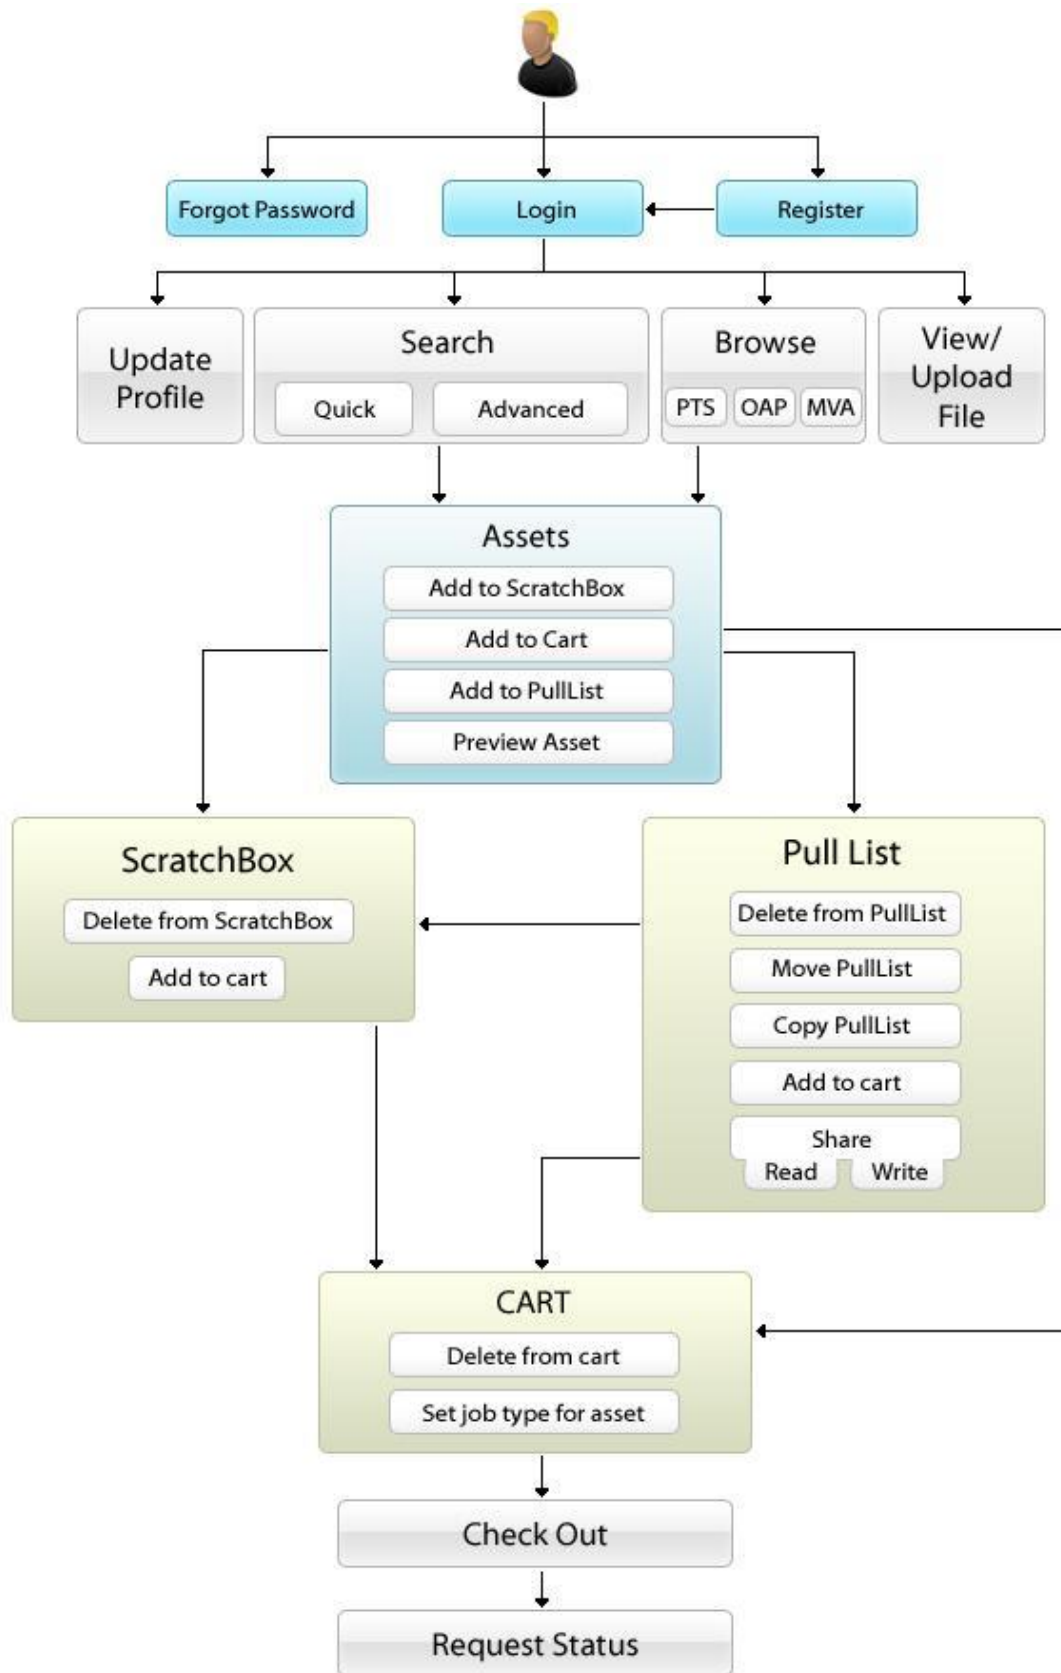 Forgot Password
Login
Register
Update
Profile
Search
Quick
Advanced
Browse
PTS
OAP
MVA
View/
Upload
File
Assets
Add to ScratchBox
Add to Cart
Add to PullList
Preview Asset
ScratchBox
Delete from ScratchBox
Add to cart
Pull List
Delete from PullList
Move PullList
Copy PullList
Add to cart
Share
Read
Write
CART
Delete from cart
Set job type for asset
Check Out
Request Status